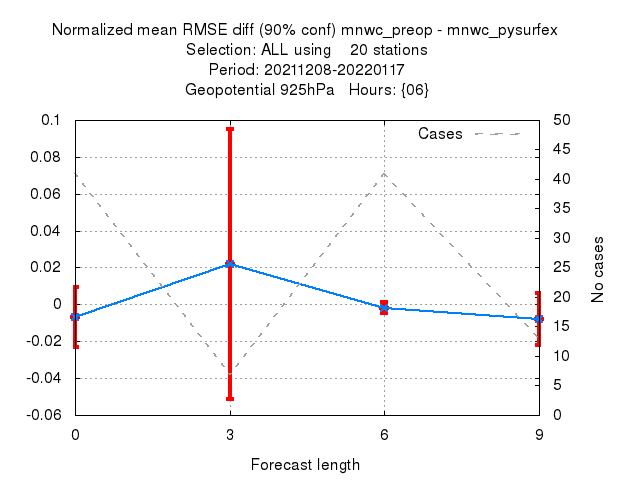 Normalized mean RMSE diff (90% conf) mnwc_preop - mnwc_pysurfex
Selection: ALL using    20 stations
Period: 20211208-20220117
Geopotential 925hPa   Hours: {06}
0.1
0.08
0.06
0.04
0.02
0
-0.02
-0.04
-0.06
Cases
50
45
40
35
30
25
20
15
10
5
0
No cases
0 3 6 9
Forecast length